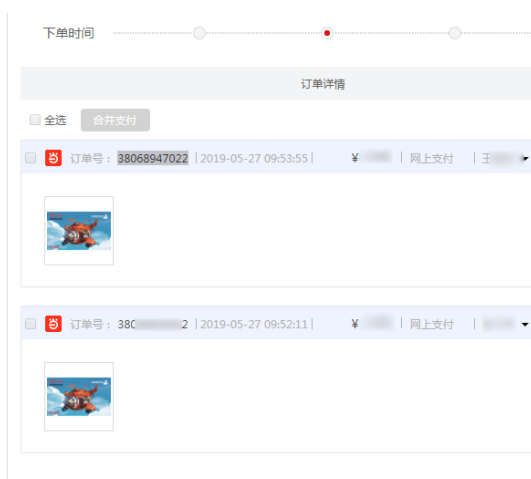 下单时间
订单详情
全选 合并支付
订单号： 38068947022 |2019-05-27 09:53:55| ¥ | 网上支付 | 王
订单号： 380 2 |2019-05-27 09:52:11| ¥ | 网上支付 |